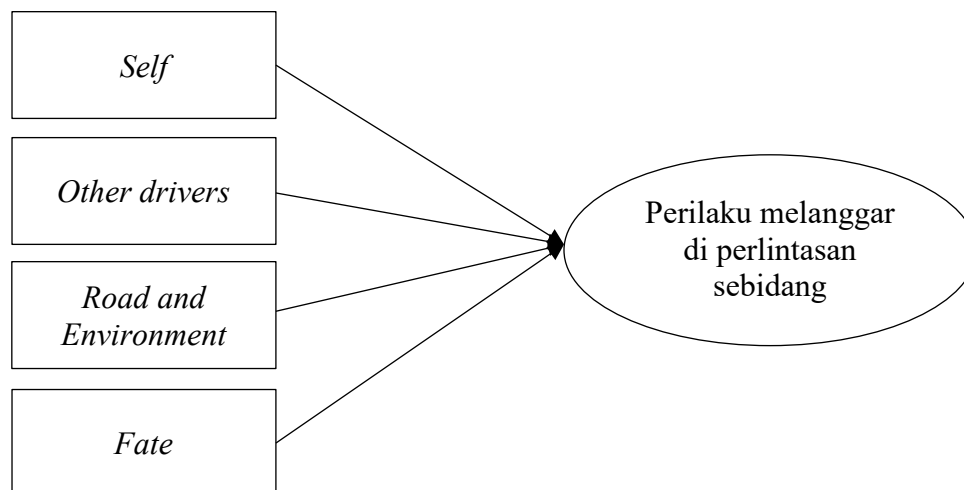 Self
Other drivers
Road and
Environment
Fate
Perilaku melanggar
di perlintasan
sebidang